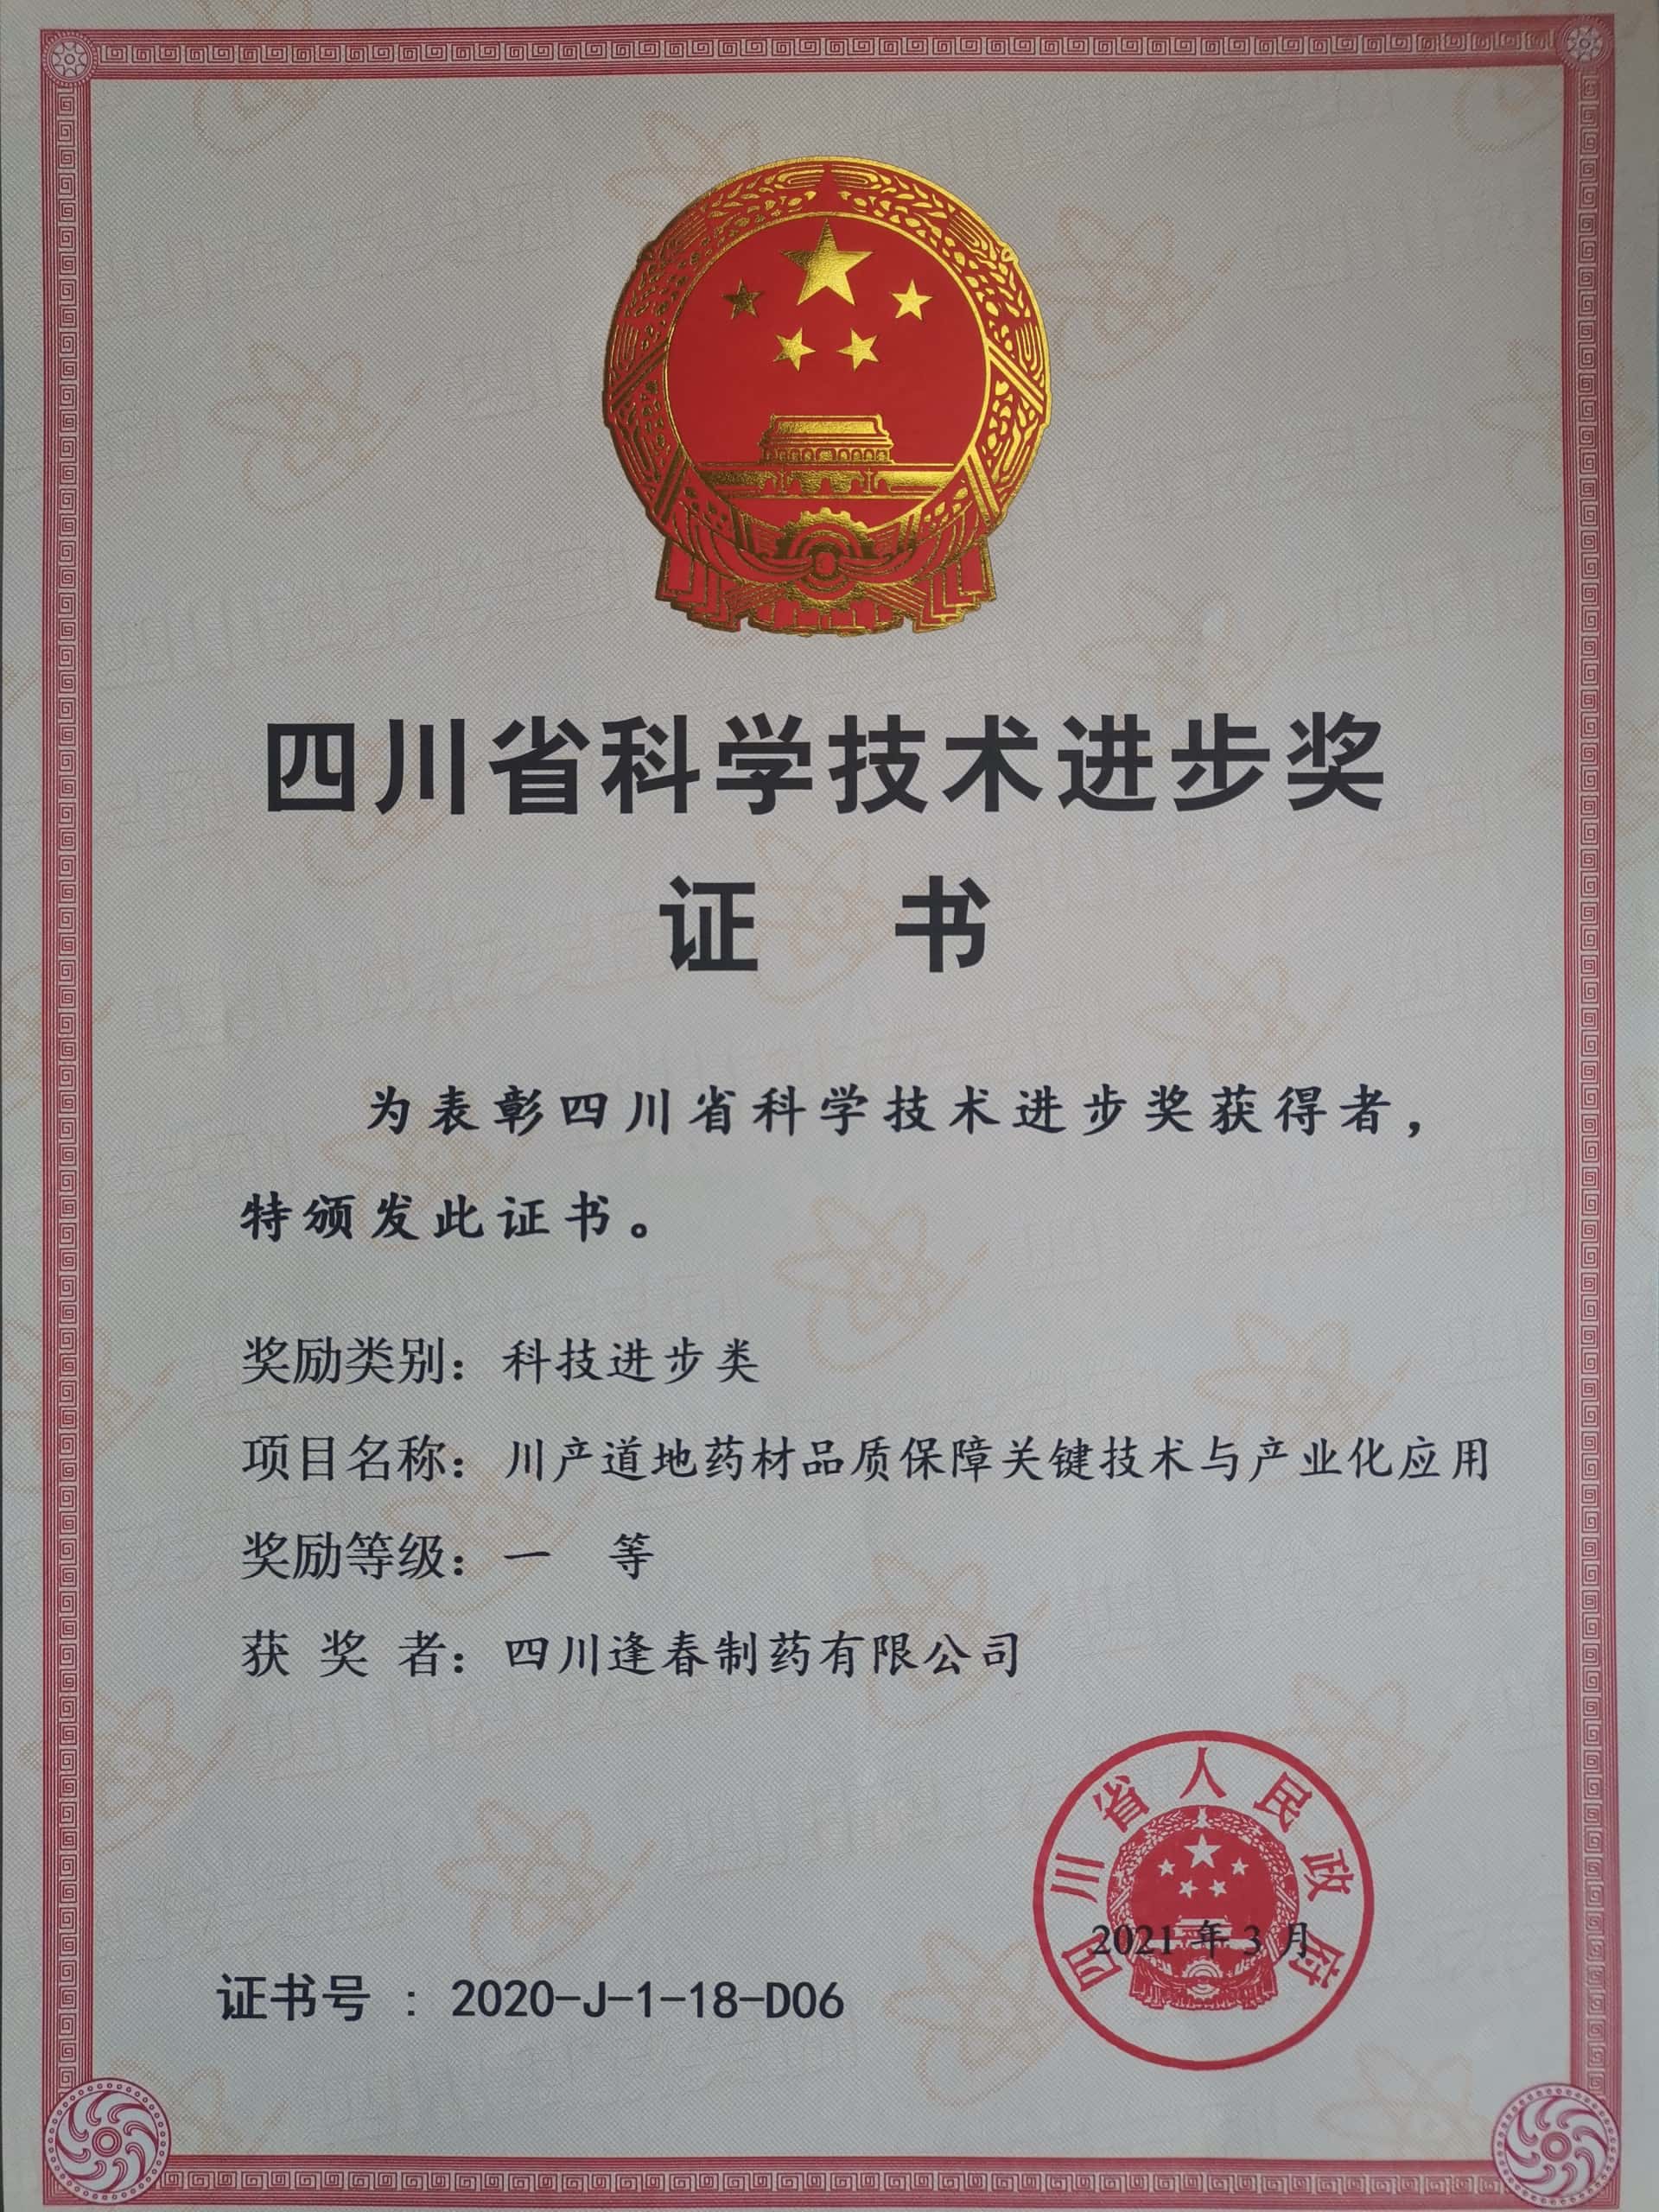 四川省科学技术进步奖
证 书
为表彰四川省科学技术进步奖获得者，
特颁发此证书。
奖励类别：科技进步类
项目名称：川产道地药材品质保障关键技术与产业化应用
奖励等级：一 等
获 奖 者：四川逢春制药有限公司
四川省人民政府
2021 年 3 月
证书号 : 2020-J-1-18-D06